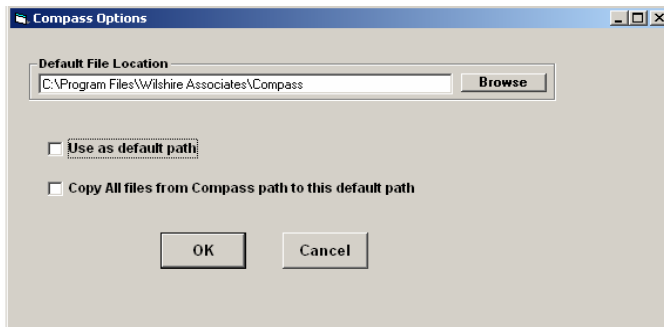 Compass Options
Default File Location
C:\Program Files\Wilshire Associates\Compass
Browse
Use as default path
Copy All files from Compass path to this default path
OK
Cancel